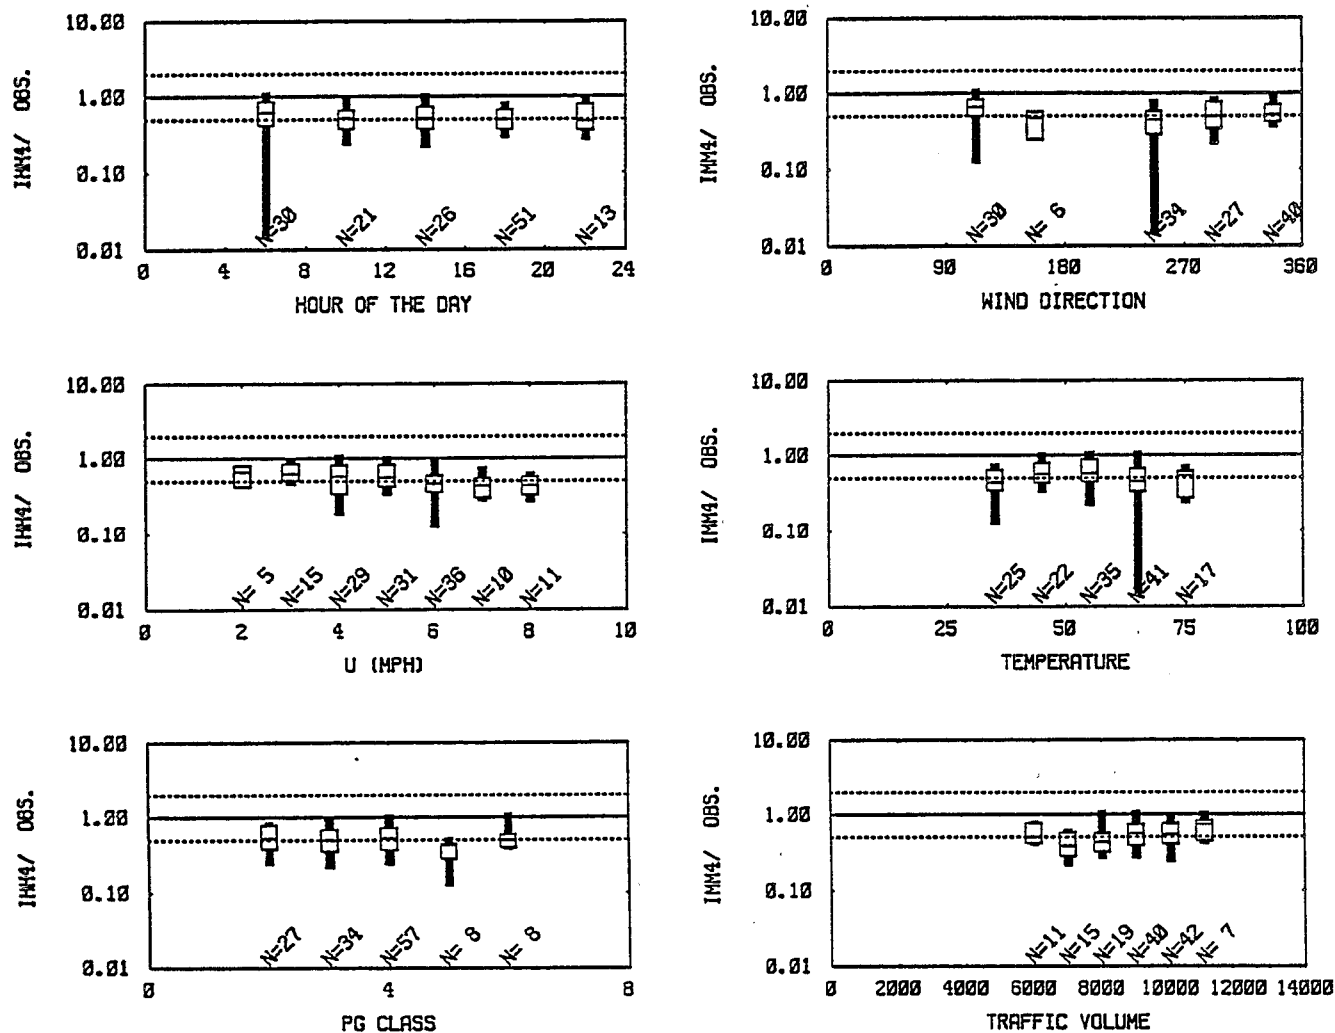 10.00
1.00
0.10
0.01
IMM4/ OBS.
N=30 N=21 N=26 N=51 N=13
0 4 8 12 16 20 24
HOUR OF THE DAY
10.00
1.00
0.10
0.01
IMM4/ OBS.
N=30 N= 6 N=34 N=27 N=40
0 90 180 270 360
WIND DIRECTION
10.00
1.00
0.10
0.01
IMM4/ OBS.
N= 5 N=15 N=29 N=31 N=36 N=10 N=11
0 2 4 6 8 10
U (MPH)
10.00
1.00
0.10
0.01
IMM4/ OBS.
N=25 N=22 N=35 N=41 N=17
0 25 50 75 100
TEMPERATURE
10.00
1.00
0.10
0.01
IMM4/ OBS.
N=27 N=34 N=57 N= 8 N= 8
0 4 8
PG CLASS
10.00
1.00
0.10
0.01
IMM4/ OBS.
N=11 N=15 N=19 N=40 N=42 N= 7
0 2000 4000 6000 8000 10000 12000 14000
TRAFFIC VOLUME